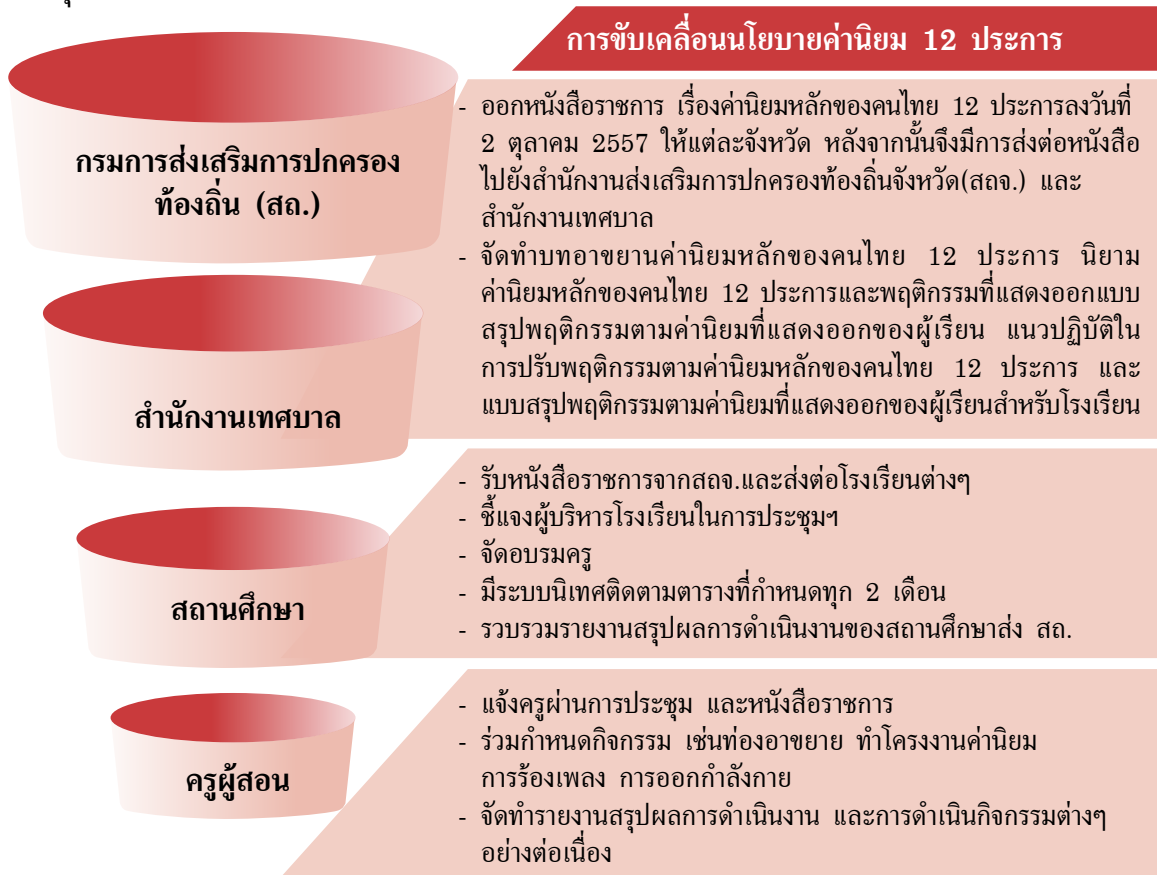 การขับเคลื่อนนโยบายค่านิยม 12 ประการ
กรมการส่งเสริมการปกครอง
ท้องถิ่น (สถ.)
- ออกหนังสือราชการ เรื่องค่านิยมหลักของคนไทย 12 ประการลงวันที่
2 ตุลาคม 2557 ให้แต่ละจังหวัด หลังจากนั้นจึงมีการส่งต่อหนังสือ
ไปยังสำนักงานส่งเสริมการปกครองท้องถิ่นจังหวัด(สถจ.) และ
สำนักงานเทศบาล
- จัดทำบทอาขยานค่านิยมหลักของคนไทย 12 ประการ นิยาม
ค่านิยมหลักของคนไทย 12 ประการและพฤติกรรมที่แสดงออกแบบ
สรุปพฤติกรรมตามค่านิยมที่แสดงออกของผู้เรียน แนวปฏิบัติใน
การปรับพฤติกรรมตามค่านิยมหลักของคนไทย 12 ประการ และ
แบบสรุปพฤติกรรมตามค่านิยมที่แสดงออกของผู้เรียนสำหรับโรงเรียน
สำนักงานเทศบาล
- รับหนังสือราชการจากสถจ.และส่งต่อโรงเรียนต่างๆ
- ชี้แจงผู้บริหารโรงเรียนในการประชุมฯ
- จัดอบรมครู
- มีระบบนิเทศติดตามตารางที่กำหนดทุก 2 เดือน
- รวบรวมรายงานสรุปผลการดำเนินงานของสถานศึกษาส่ง สถ.
สถานศึกษา
- แจ้งครูผ่านการประชุม และหนังสือราชการ
- ร่วมกำหนดกิจกรรม เช่นท่องอาขยาย ทำโครงงานค่านิยม
การร้องเพลง การออกกำลังกาย
- จัดทำรายงานสรุปผลการดำเนินงาน และการดำเนินกิจกรรมต่างๆ
อย่างต่อเนื่อง
ครูผู้สอน